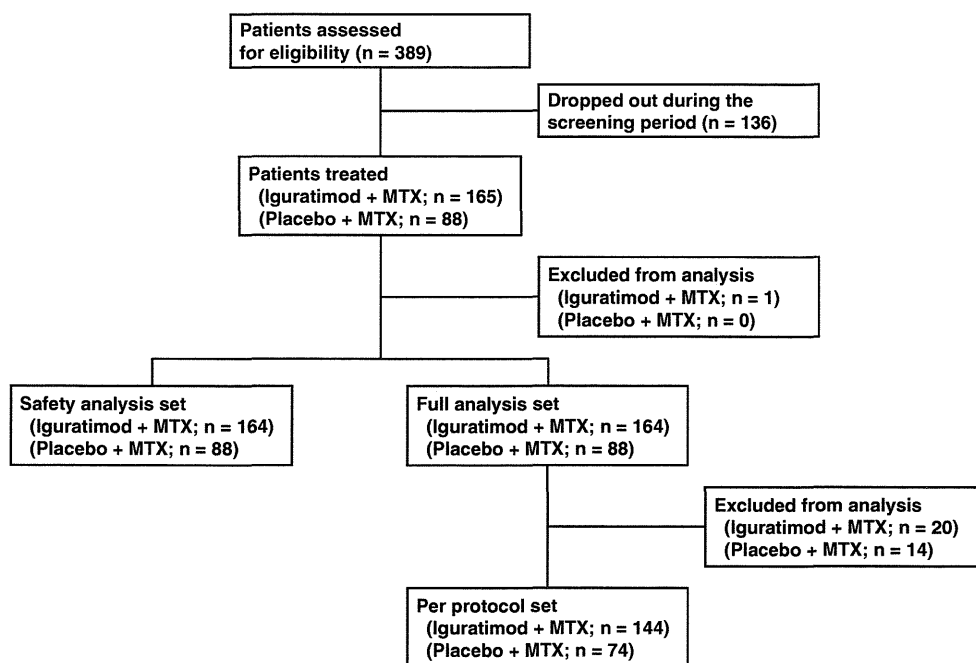 Patients assessed
for eligibility (n = 389)
Dropped out during the
screening period (n = 136)
Patients treated
(Iguratimod + MTX; n = 165)
(Placebo + MTX; n = 88)
Excluded from analysis
(Iguratimod + MTX; n = 1)
(Placebo + MTX; n = 0)
Safety analysis set
(Iguratimod + MTX; n = 164)
(Placebo + MTX; n = 88)
Full analysis set
(Iguratimod + MTX; n = 164)
(Placebo + MTX; n = 88)
Excluded from analysis
(Iguratimod + MTX; n = 20)
(Placebo + MTX; n = 14)
Per protocol set
(Iguratimod + MTX; n = 144)
(Placebo + MTX; n = 74)